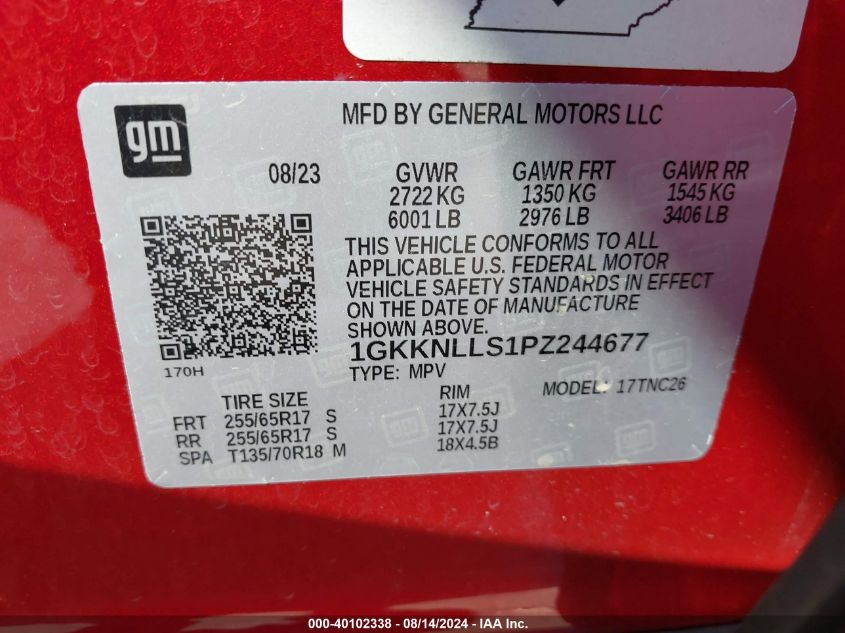 gm
MFD BY GENERAL MOTORS LLC
08/23 GVWR GAWR FRT GAWR RR
2722 KG 1350 KG 1545 KG
6001 LB 2976 LB 3406 LB
THIS VEHICLE CONFORMS TO ALL
APPLICABLE U.S. FEDERAL MOTOR
VEHICLE SAFETY STANDARDS IN EFFECT
ON THE DATE OF MANUFACTURE
SHOWN ABOVE.
1GKKNLLS1PZ244677
170H
TYPE: MPV
MODEL: 17TNC26
TIRE SIZE RIM
FRT 255/65R17 S 17X7.5J
RR 255/65R17 S 17X7.5J
SPA T135/70R18 M 18X4.5B
000-40102338 - 08/14/2024 - © IAA Inc.